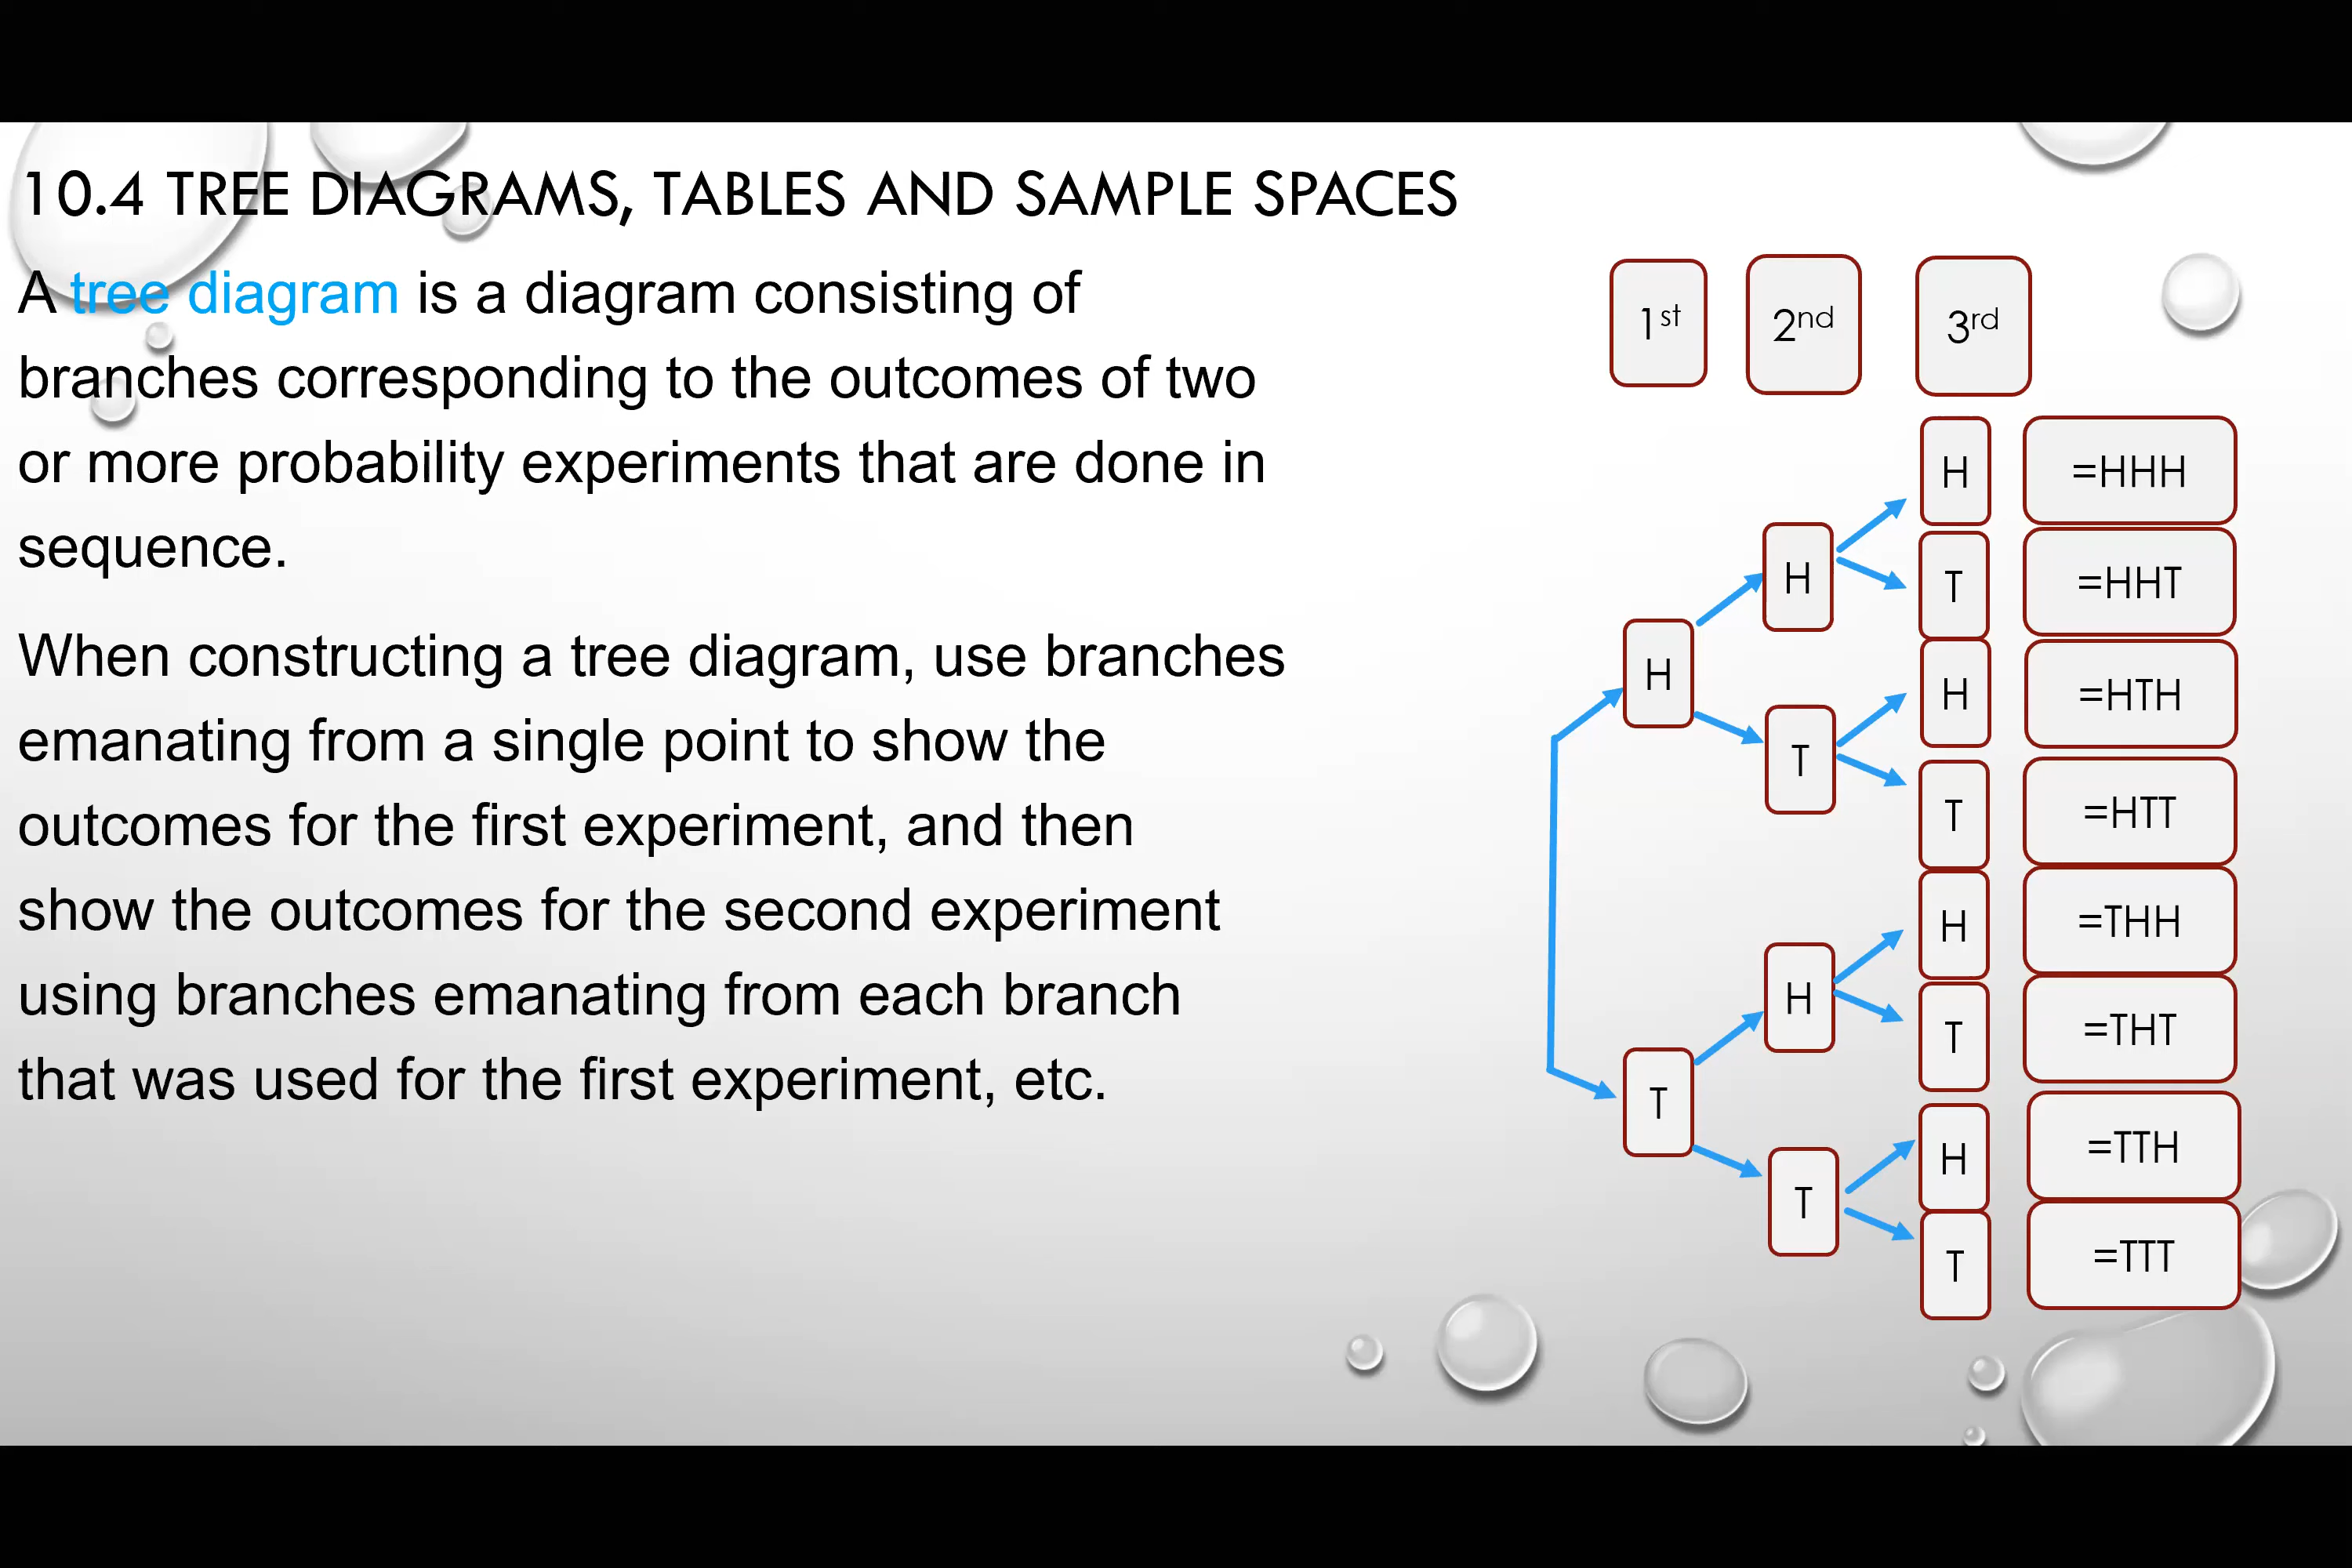 10.4 TREE DIAGRAMS, TABLES AND SAMPLE SPACES
A tree diagram is a diagram consisting of
branches corresponding to the outcomes of two
or more probability experiments that are done in
sequence.
When constructing a tree diagram, use branches
emanating from a single point to show the
outcomes for the first experiment, and then
show the outcomes for the second experiment
using branches emanating from each branch
that was used for the first experiment, etc.
1st 2nd 3rd
H =HHH
H
T =HHT
H
H =HTH
T
T =HTT
H =THH
H
T =THT
T
H =TTH
T
T =TTT